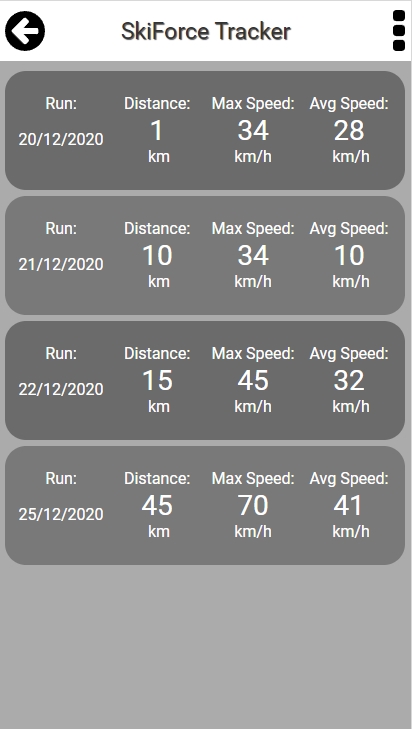 SkiForce Tracker
Run: Distance: Max Speed: Avg Speed:
20/12/2020 1 34 28
km km/h km/h
Run: Distance: Max Speed: Avg Speed:
21/12/2020 10 34 10
km km/h km/h
Run: Distance: Max Speed: Avg Speed:
22/12/2020 15 45 32
km km/h km/h
Run: Distance: Max Speed: Avg Speed:
25/12/2020 45 70 41
km km/h km/h